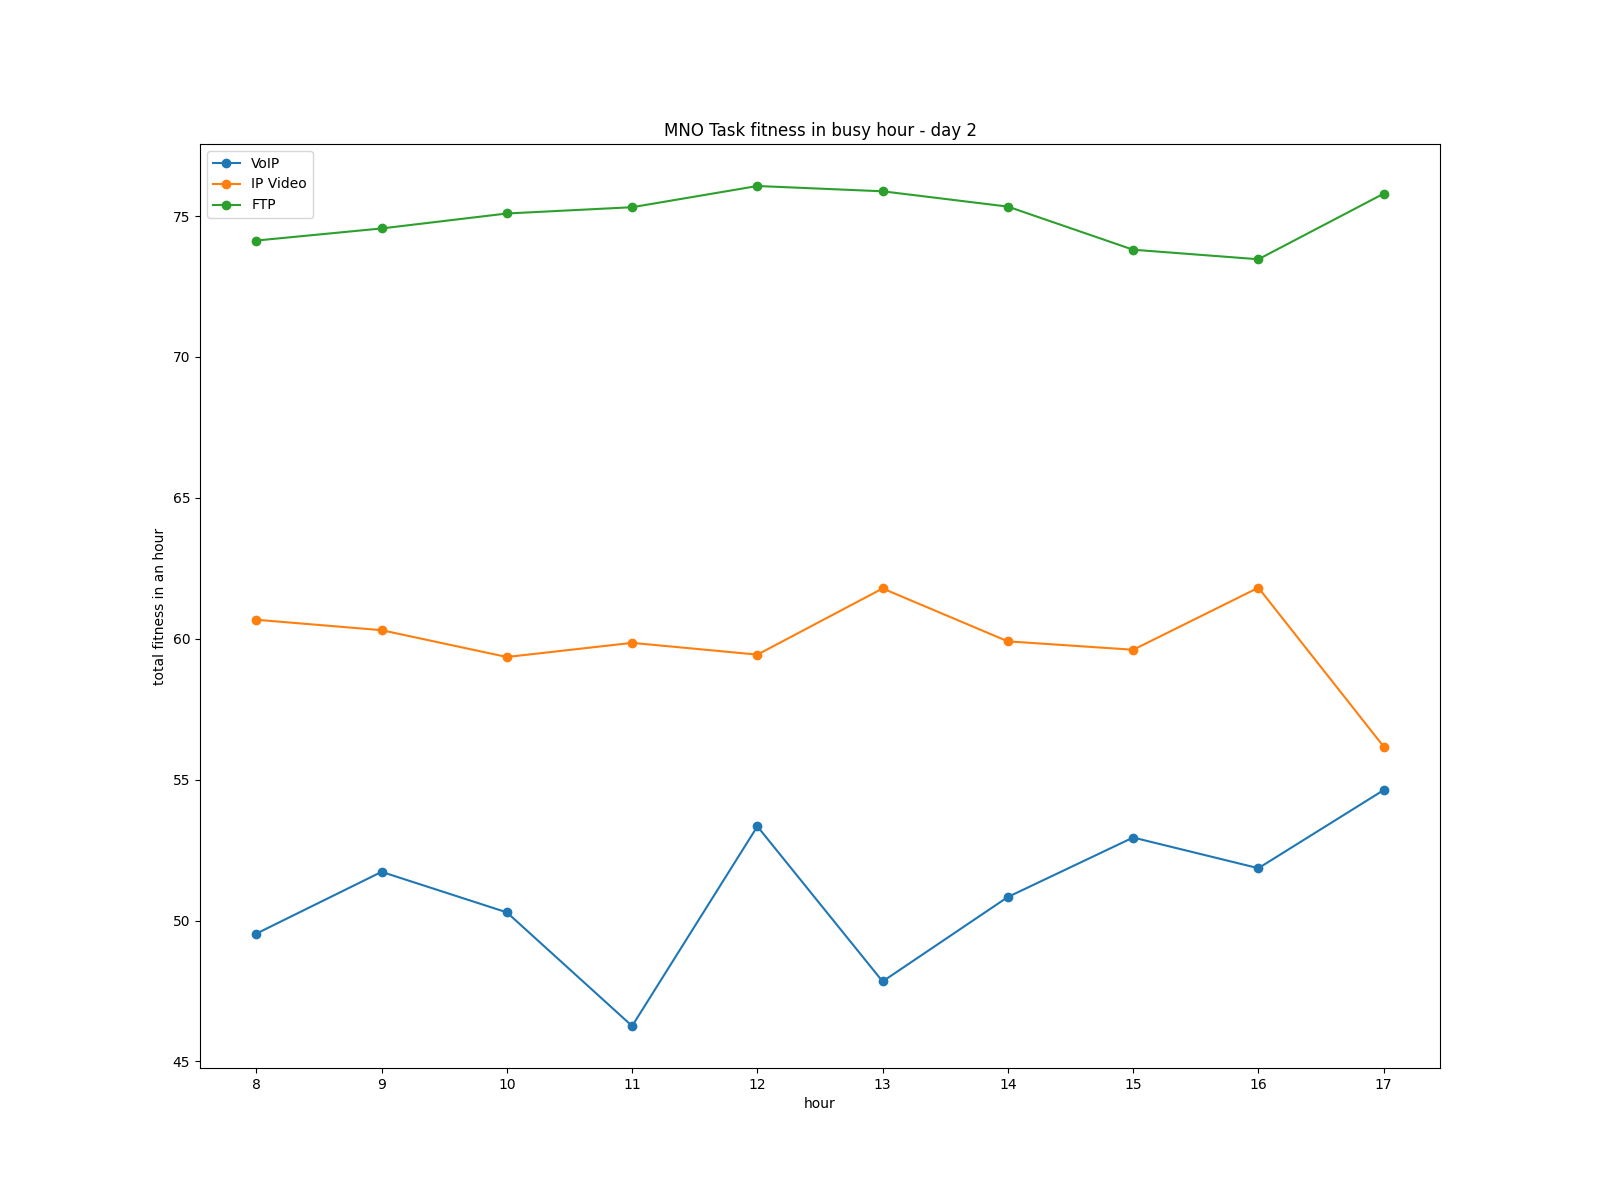 MNO Task fitness in busy hour - day 2
VoIP
IP Video
FTP
75
70
65
60
55
50
45
total fitness in an hour
8 9 10 11 12 13 14 15 16 17
hour